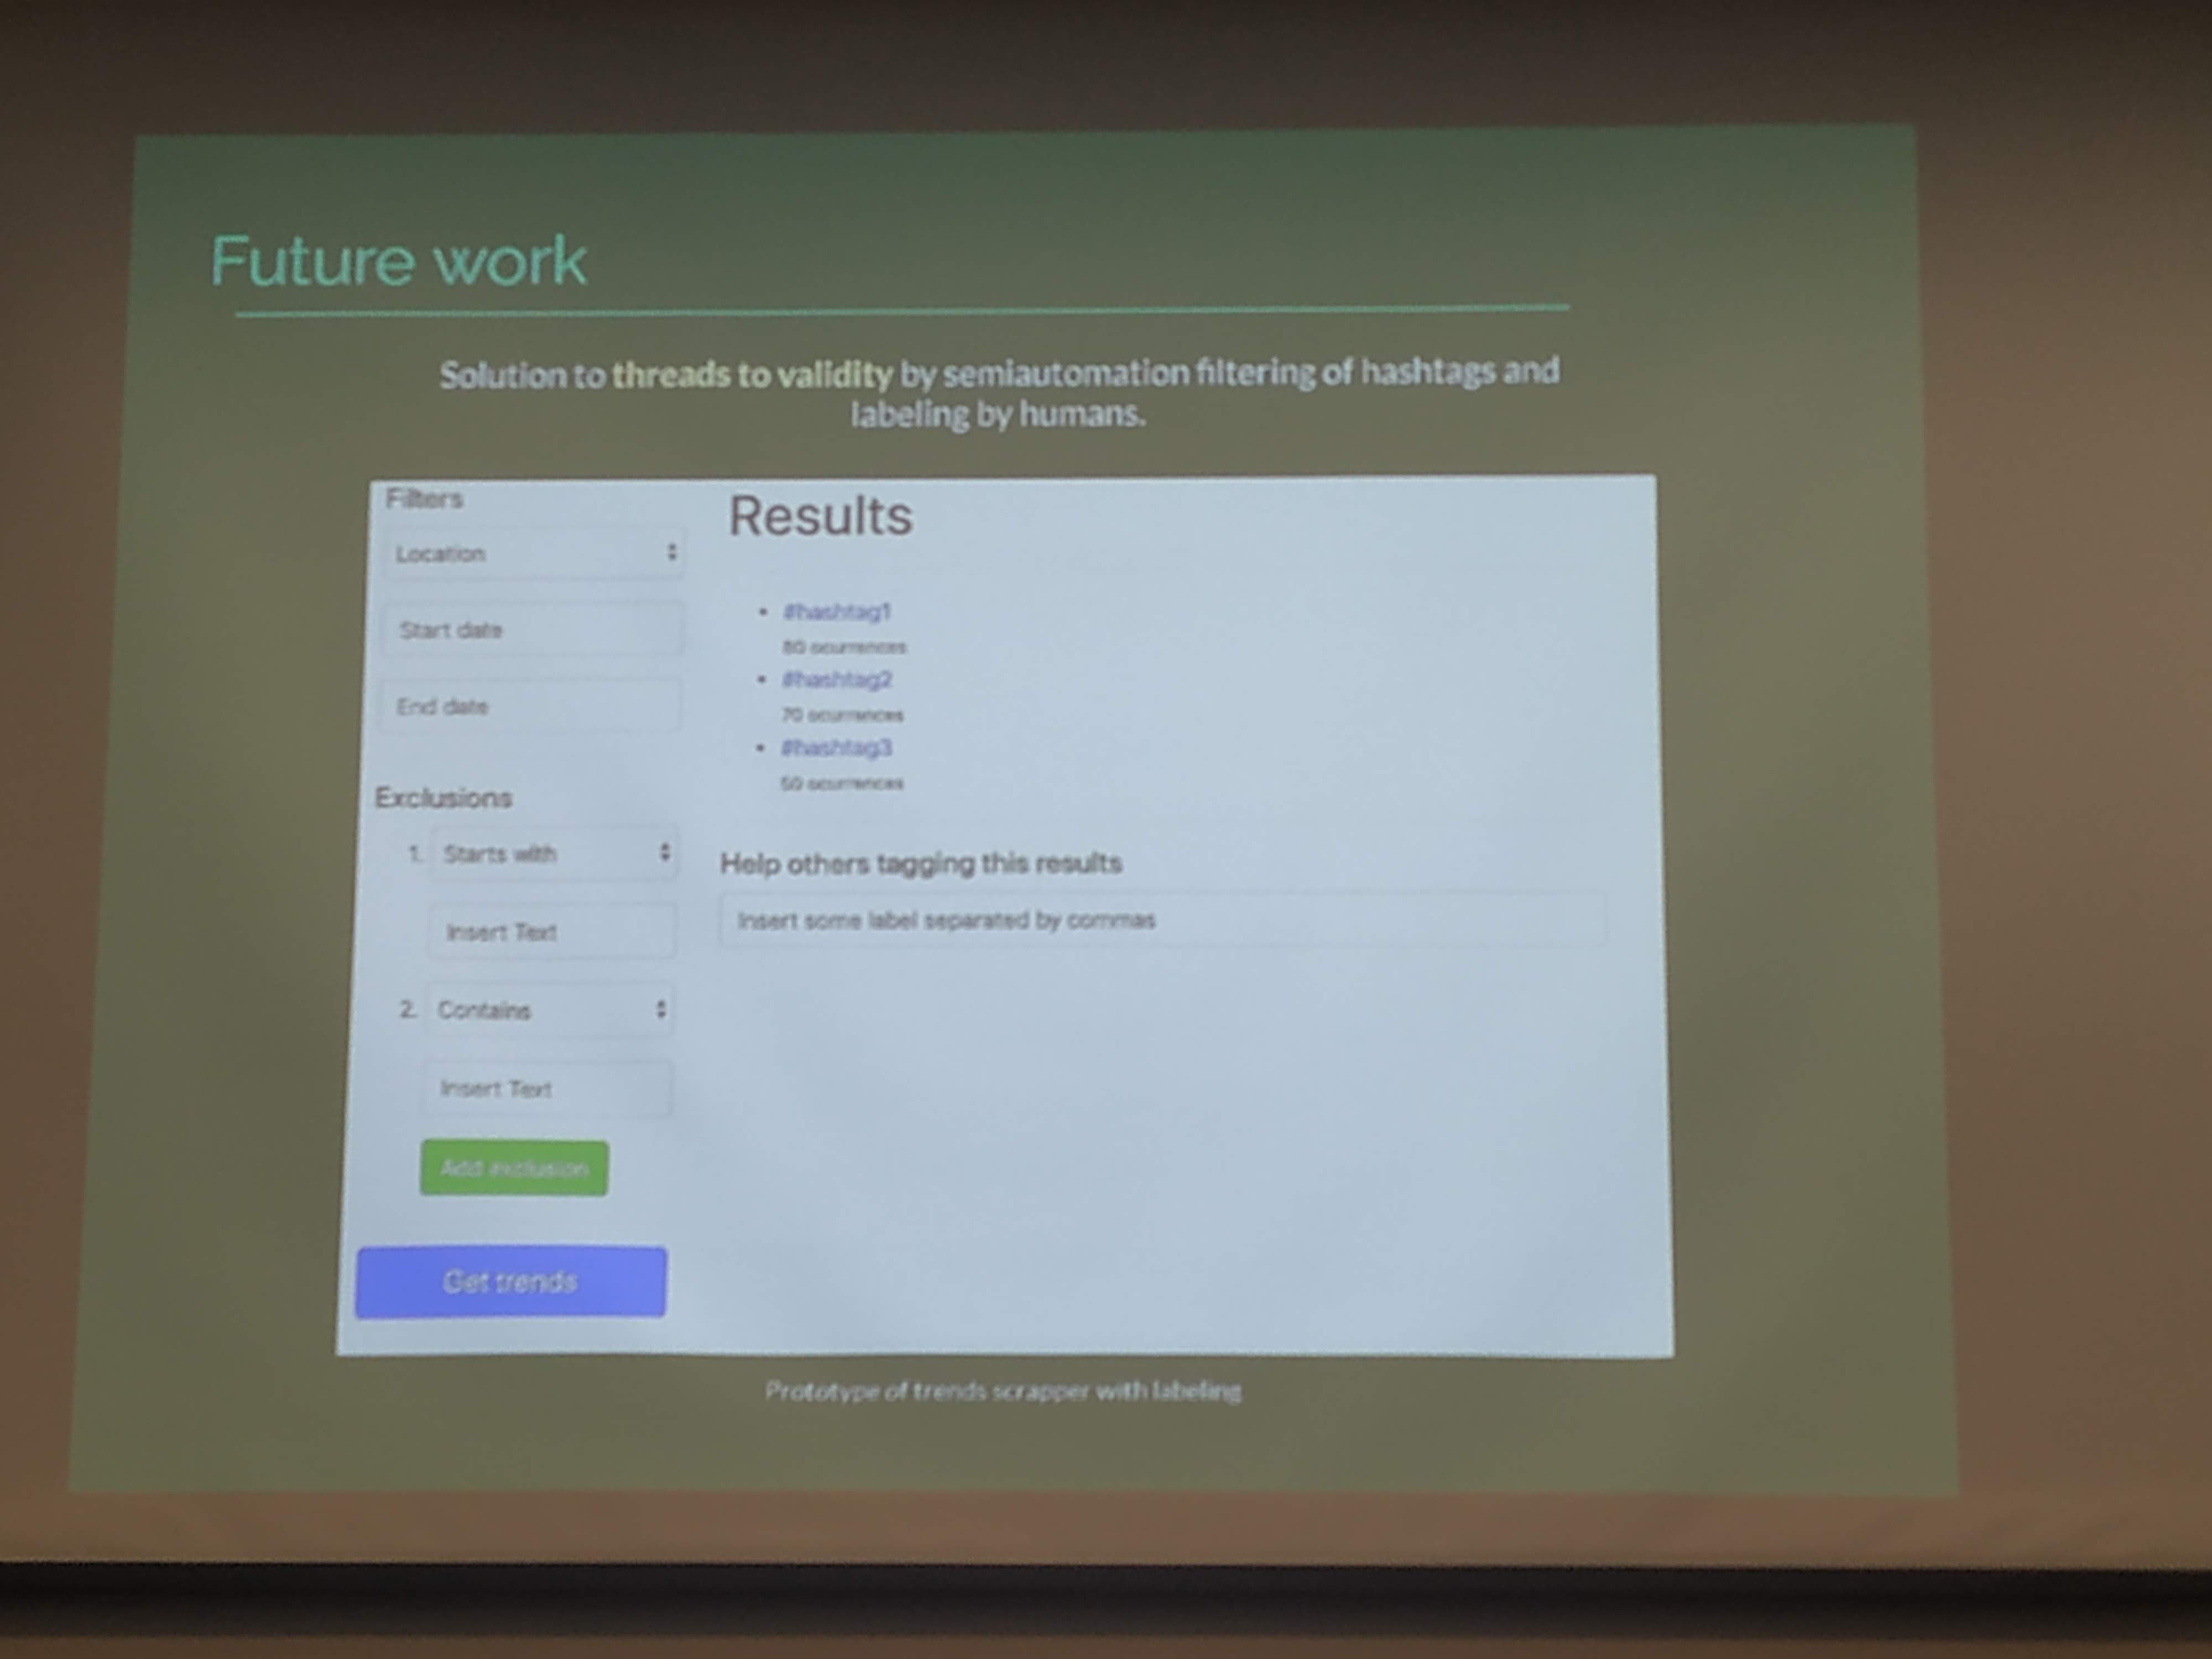 Future work
Solution to threads to validity by semiautomation filtering of hashtags and
labeling by humans.
Filters
Location
Start date
End date
Exclusions
1. Starts with
Insert Text
2. Contains
Insert Text
Add exclusion
Get trends
Results
#hashtag1
80 ocurrences
#hashtag2
70 ocurrences
#hashtag3
50 ocurrences
Help others tagging this results
Insert some label separated by commas
Prototype of trends scrapper with labeling